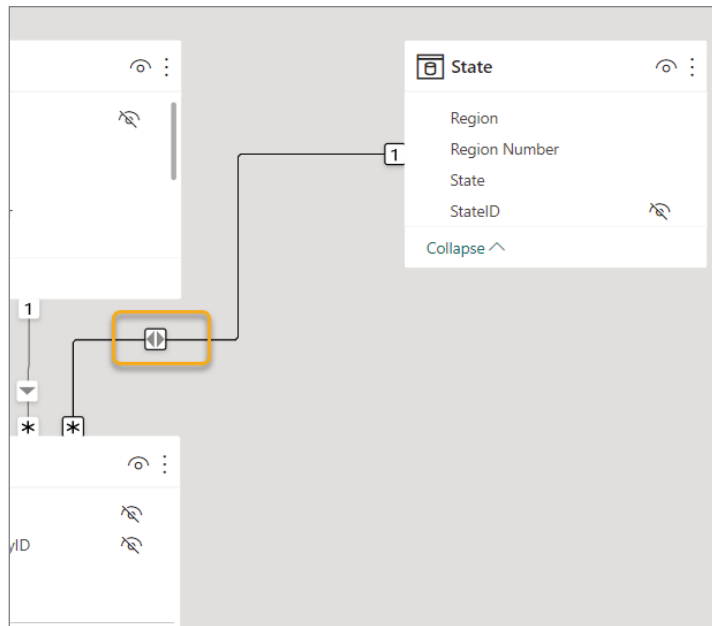 State
Region
Region Number
1
State
StateID
Collapse
1
*
*
yID